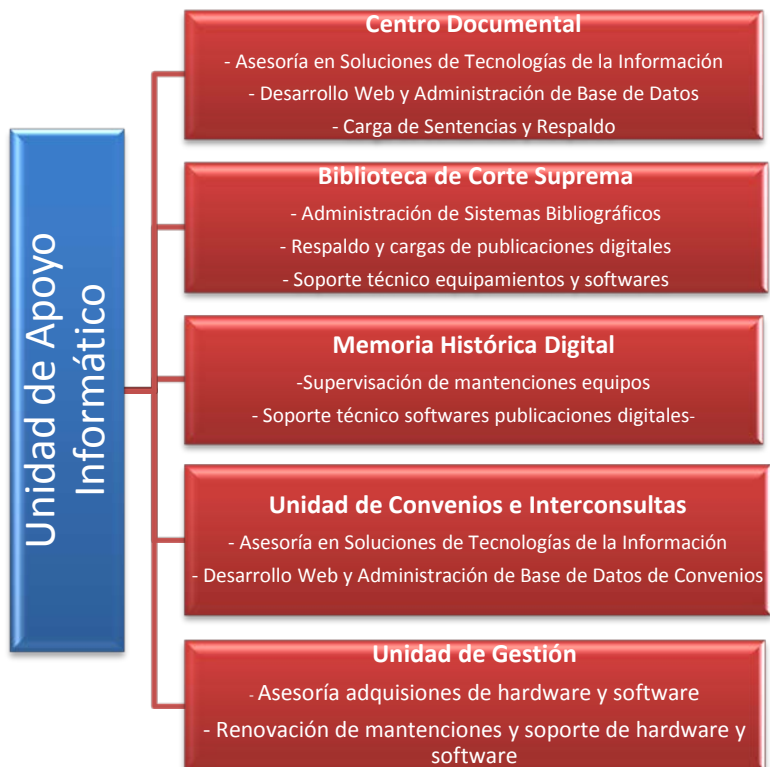 Unidad de Apoyo
Informático
Centro Documental
- Asesoría en Soluciones de Tecnologías de la Información
- Desarrollo Web y Administración de Base de Datos
- Carga de Sentencias y Respaldo
Biblioteca de Corte Suprema
- Administración de Sistemas Bibliográficos
- Respaldo y cargas de publicaciones digitales
- Soporte técnico equipamientos y softwares
Memoria Histórica Digital
-Supervisación de mantenciones equipos
- Soporte técnico softwares publicaciones digitales-
Unidad de Convenios e Interconsultas
- Asesoría en Soluciones de Tecnologías de la Información
- Desarrollo Web y Administración de Base de Datos de Convenios
Unidad de Gestión
- Asesoría adquisiones de hardware y software
- Renovación de mantenciones y soporte de hardware y
software